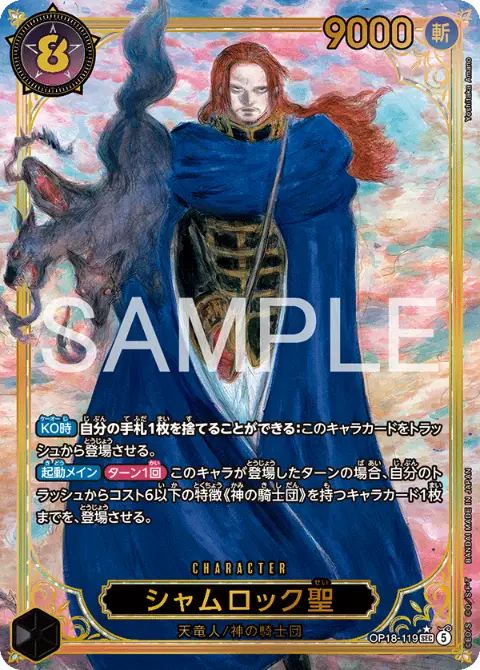 8
9000
斬
Yoshitaka Amano
SAMPLE
KO時 自分の手札1枚を捨てることができる:このキャラカードをトラッ
シュから登場させる。
起動メイン ターン1回 このキャラが登場したターンの場合、自分のト
ラッシュからコスト6以下の特徴《神の騎士団》を持つキャラカード1枚
までを、登場させる。
CHARACTER
シャムロック聖
天竜人/神の騎士団
OP18-119 SEC 5
BANDAI MADE IN JAPAN